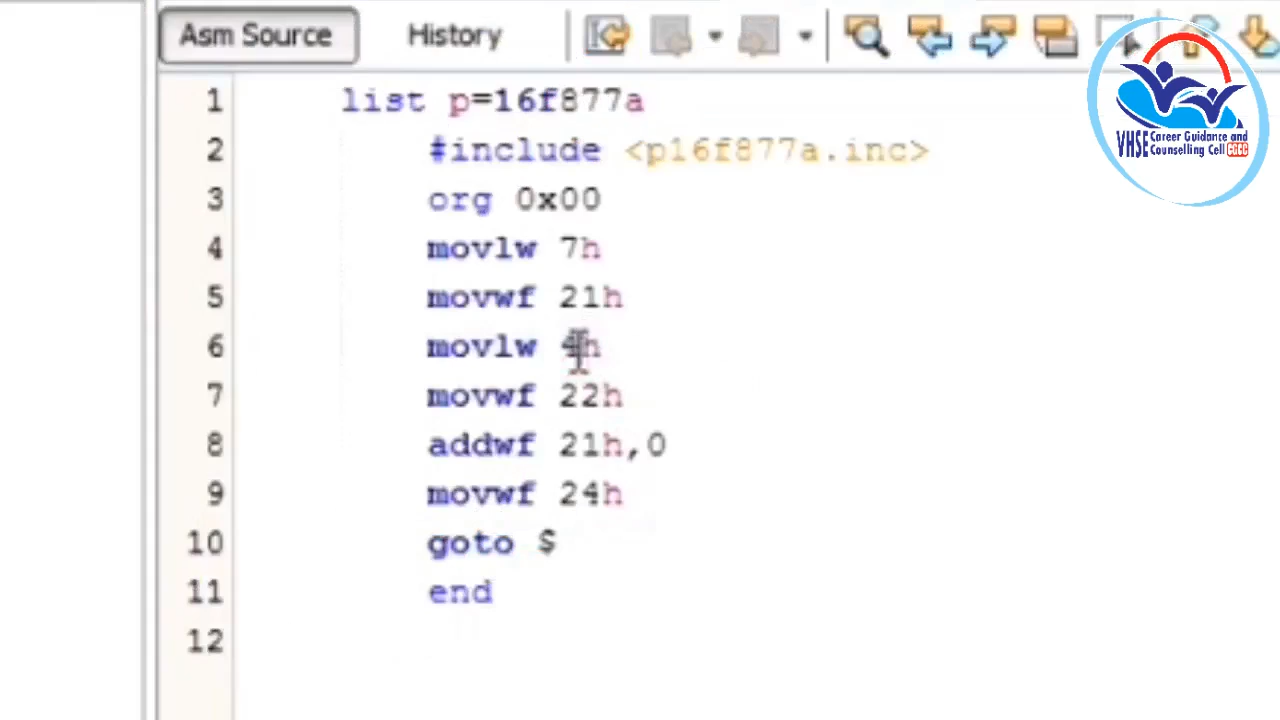 Asm Source History
1 list p=16f877a
2 #include <p16f877a.inc>
3 org 0x00
4 movlw 7h
5 movwf 21h
6 movlw 4h
7 movwf 22h
8 addwf 21h,0
9 movwf 24h
10 goto $
11 end
12
VHSE Career Guidance and
Counselling Cell CGCC